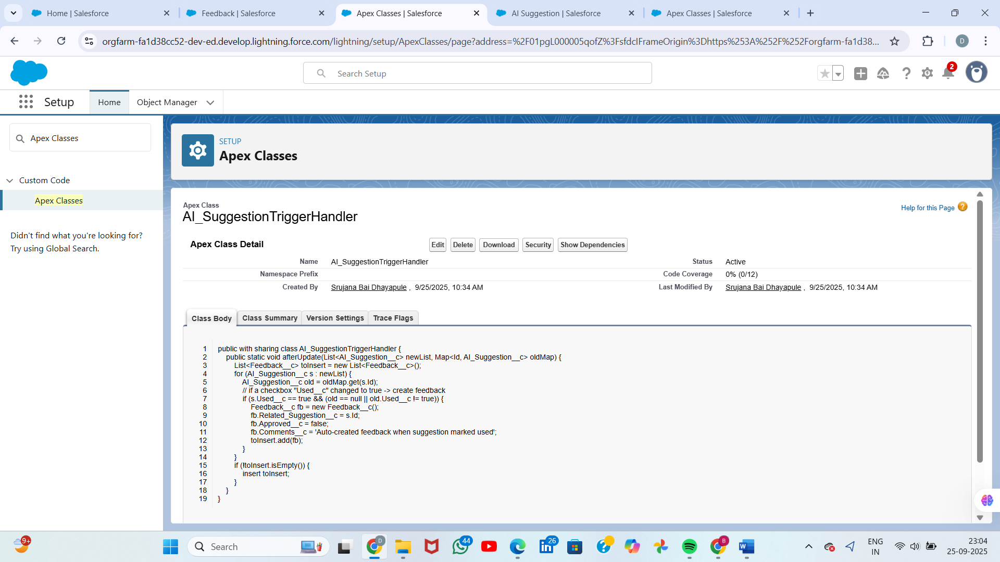 Home | Salesforce
Feedback | Salesforce
Apex Classes | Salesforce
AI Suggestion | Salesforce
Apex Classes | Salesforce
orgfarm-fa1d38cc52-dev-ed.develop.lightning.force.com/lightning/setup/ApexClasses/page?address=%2F01pgL000005qofZ%3FsfdcIFrameOrigin%3Dhttps%253A%252F%252Forgfarm-fa1d38...
D
Search Setup
2
Setup
Home
Object Manager
Apex Classes
Custom Code
Apex Classes
Didn't find what you're looking for?
Try using Global Search.
SETUP
Apex Classes
Apex Class
AI_SuggestionTriggerHandler
Help for this Page
Apex Class Detail
Edit
Delete
Download
Security
Show Dependencies
Name AI_SuggestionTriggerHandler
Status Active
Namespace Prefix
Code Coverage 0% (0/12)
Created By Srujana Bai Dhayapule , 9/25/2025, 10:34 AM
Last Modified By Srujana Bai Dhayapule , 9/25/2025, 10:34 AM
Class Body
Class Summary
Version Settings
Trace Flags
1 public with sharing class AI_SuggestionTriggerHandler {
2 public static void afterUpdate(List<AI_Suggestion__c> newList, Map<Id, AI_Suggestion__c> oldMap) {
3 List<Feedback__c> toInsert = new List<Feedback__c>();
4 for (AI_Suggestion__c s : newList) {
5 AI_Suggestion__c old = oldMap.get(s.Id);
6 // if a checkbox "Used__c" changed to true -> create feedback
7 if (s.Used__c == true && (old == null || old.Used__c != true)) {
8 Feedback__c fb = new Feedback__c();
9 fb.Related_Suggestion__c = s.Id;
10 fb.Approved__c = false;
11 fb.Comments__c = 'Auto-created feedback when suggestion marked used';
12 toInsert.add(fb);
13 }
14 }
15 if (!toInsert.isEmpty()) {
16 insert toInsert;
17 }
18 }
19 }
9+
Search
D
44
26
B
ENG
IN
23:04
25-09-2025